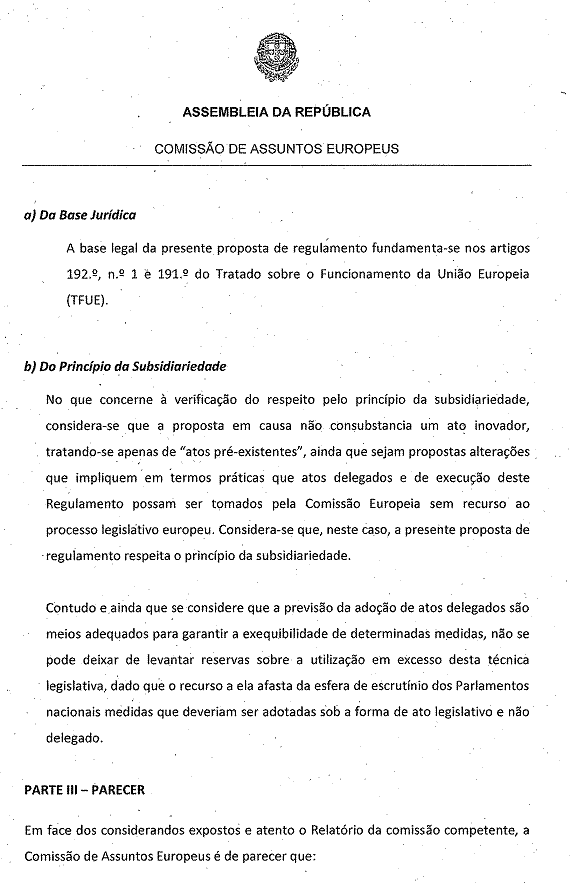 ASSEMBLEIA DA REPÚBLICA
COMISSÃO DE ASSUNTOS EUROPEUS
a) Da Base Jurídica
A base legal da presente proposta de regulamento fundamenta-se nos artigos
192.º, n.º 1 e 191.º do Tratado sobre o Funcionamento da União Europeia
(TFUE).
b) Do Princípio da Subsidiariedade
No que concerne à verificação do respeito pelo princípio da subsidiariedade,
considera-se que a proposta em causa não consubstancia um ato inovador,
tratando-se apenas de “atos pré-existentes”, ainda que sejam propostas alterações
que impliquem em termos práticas que atos delegados e de execução deste
Regulamento possam ser tomados pela Comissão Europeia sem recurso ao
processo legislativo europeu. Considera-se que, neste caso, a presente proposta de
regulamento respeita o princípio da subsidiariedade.
Contudo e ainda que se considere que a previsão da adoção de atos delegados são
meios adequados para garantir a exequibilidade de determinadas medidas, não se
pode deixar de levantar reservas sobre a utilização em excesso desta técnica
legislativa, dado que o recurso a ela afasta da esfera de escrutínio dos Parlamentos
nacionais medidas que deveriam ser adotadas sob a forma de ato legislativo e não
delegado.
PARTE III – PARECER
Em face dos considerandos expostos e atento o Relatório da comissão competente, a
Comissão de Assuntos Europeus é de parecer que: